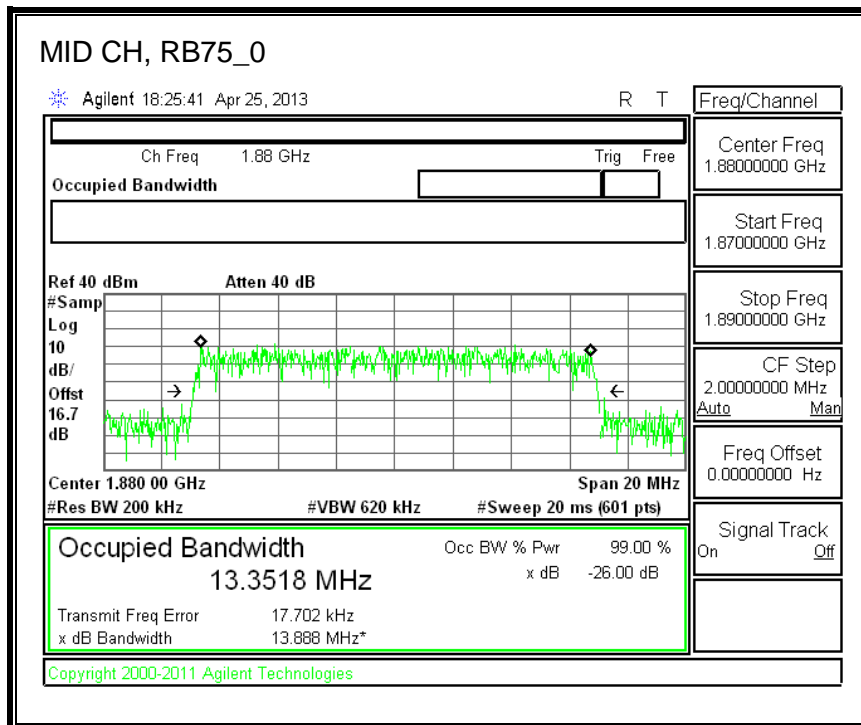 MID CH, RB75_0
Agilent 18:25:41 Apr 25, 2013 R T
Freq/Channel
Ch Freq 1.88 GHz Trig Free
Occupied Bandwidth
Center Freq
1.88000000 GHz
Start Freq
1.87000000 GHz
Stop Freq
1.89000000 GHz
CF Step
2.00000000 MHz
Auto Man
Freq Offset
0.00000000 Hz
Signal Track
On Off
Ref 40 dBm Atten 40 dB
#Samp
Log
10
dB/
Offst
16.7
dB
Center 1.880 00 GHz Span 20 MHz
#Res BW 200 kHz #VBW 620 kHz #Sweep 20 ms (601 pts)
Occupied Bandwidth Occ BW % Pwr 99.00 %
13.3518 MHz x dB -26.00 dB
Transmit Freq Error 17.702 kHz
x dB Bandwidth 13.888 MHz*
Copyright 2000-2011 Agilent Technologies